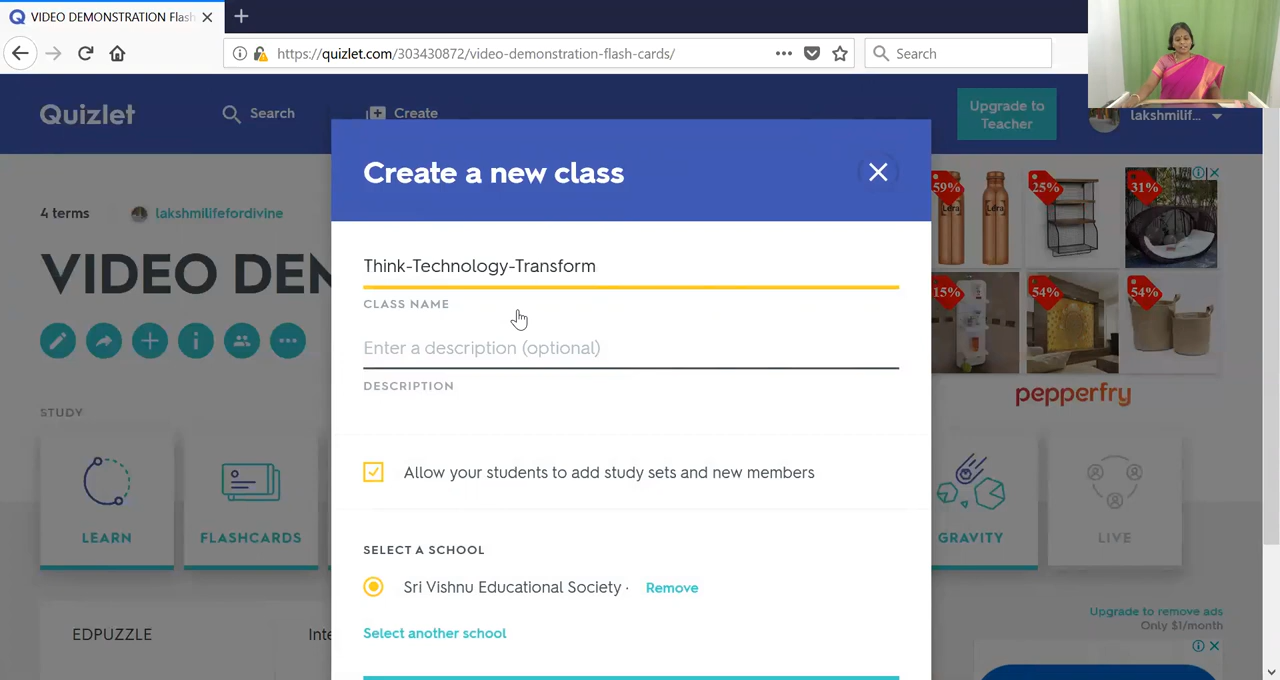 VIDEO DEMONSTRATION Flash
https://quizlet.com/303430872/video-demonstration-flash-cards/
Search
Quizlet
Search
Create
Upgrade to
Teacher
lakshmilif...
Create a new class
4 terms
lakshmilifefordivine
VIDEO DEM
Think-Technology-Transform
CLASS NAME
Enter a description (optional)
DESCRIPTION
59%
25%
31%
15%
54%
54%
pepperfry
STUDY
Allow your students to add study sets and new members
LEARN
FLASHCARDS
GRAVITY
LIVE
SELECT A SCHOOL
Sri Vishnu Educational Society ·
Remove
Select another school
Upgrade to remove ads
Only $1/month
EDPUZZLE
Inte